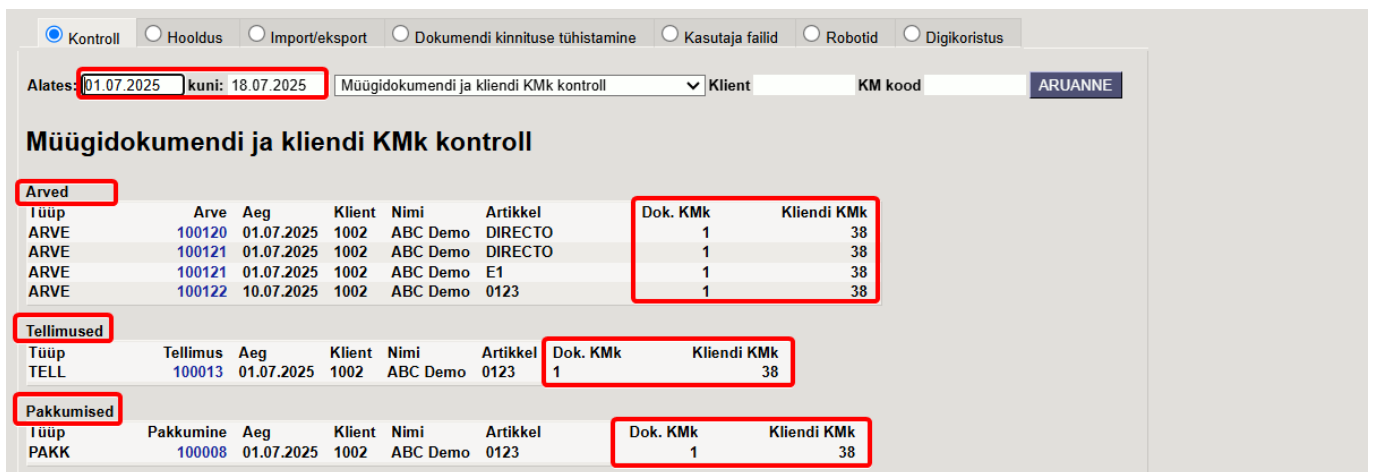 Kontroll Hooldus Import/eksport Dokumendi kinnituse tühistamine Kasutaja failid Robotid Digikoristus
Alates: 01.07.2025 kuni: 18.07.2025 Müügidokumendi ja kliendi KMk kontroll Klient KM kood ARUANNE
Müügidokumendi ja kliendi KMk kontroll
Arved
Tüüp Arve Aeg Klient Nimi Artikkel Dok. KMk Kliendi KMk
ARVE 100120 01.07.2025 1002 ABC Demo DIRECTO 1 38
ARVE 100121 01.07.2025 1002 ABC Demo DIRECTO 1 38
ARVE 100121 01.07.2025 1002 ABC Demo E1 1 38
ARVE 100122 10.07.2025 1002 ABC Demo 0123 1 38
Tellimused
Tüüp Tellimus Aeg Klient Nimi Artikkel Dok. KMk Kliendi KMk
TELL 100013 01.07.2025 1002 ABC Demo 0123 1 38
Pakkumised
Tüüp Pakkumine Aeg Klient Nimi Artikkel Dok. KMk Kliendi KMk
PAKK 100008 01.07.2025 1002 ABC Demo 0123 1 38